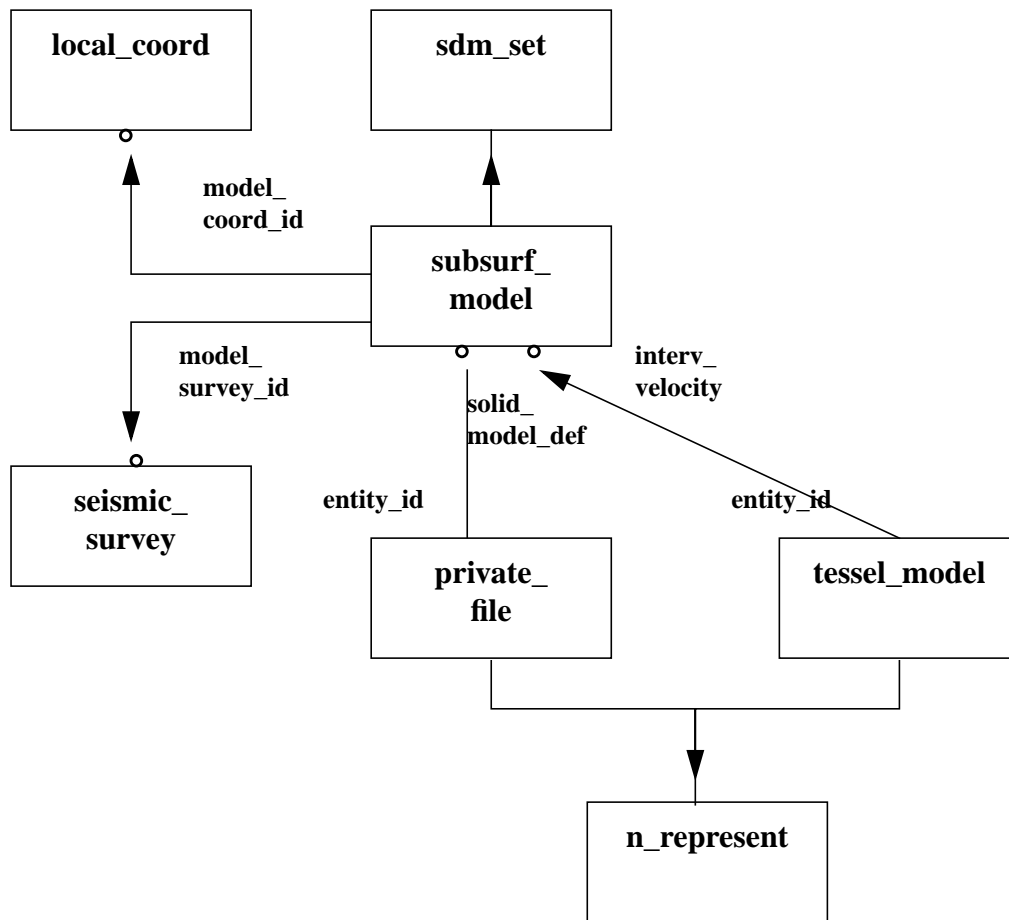 local_coord
sdm_set
model_
coord_id
subsurf_
model
model_
survey_id
interv_
velocity
solid_
model_def
seismic_
survey
entity_id
entity_id
private_
file
tessel_model
n_represent